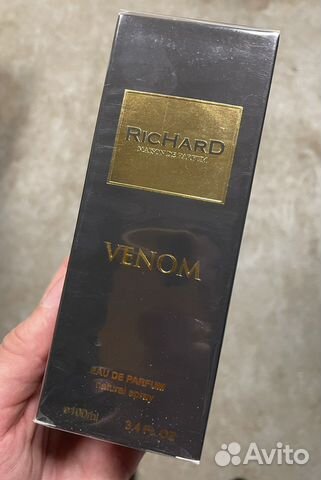 RICHARD
MAISON DE PARFUM
VENOM
EAU DE PARFUM
natural spray
e100ml
3.4 FL OZ
Avito